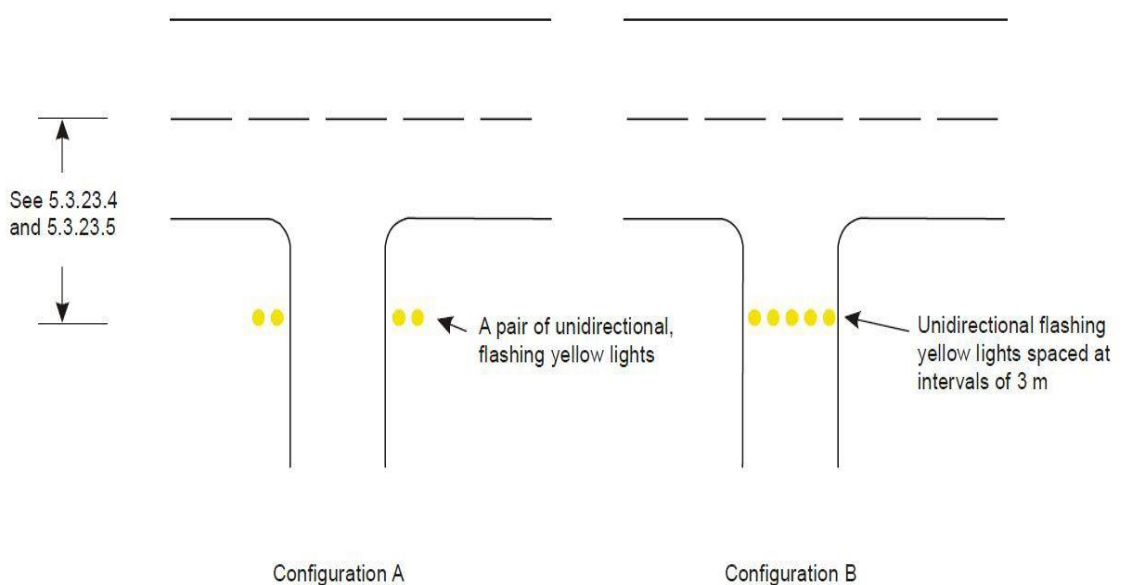 See 5.3.23.4
and 5.3.23.5
A pair of unidirectional,
flashing yellow lights
Unidirectional flashing
yellow lights spaced at
intervals of 3 m
Configuration A
Configuration B